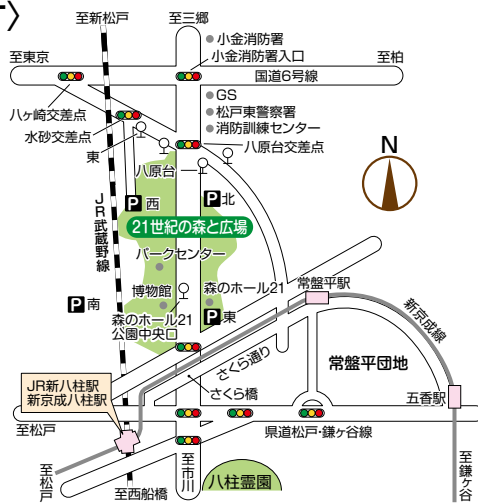 〉
至新松戸
至三郷
小金消防署
小金消防署入口
至東京
至柏
国道6号線
GS
松戸東警察署
消防訓練センター
八ヶ崎交差点
水砂交差点
東
八原台交差点
八原台
N
P 西
P 北
JR武蔵野線
21世紀の森と広場
パークセンター
博物館
森のホール21
常盤平駅
P 南
森のホール21
公園中央口
P 東
新京成線
さくら通り
常盤平団地
さくら橋
五香駅
JR新八柱駅
新京成八柱駅
至松戸
県道松戸・鎌ヶ谷線
至松戸
至西船橋
至市川
八柱霊園
至鎌ヶ谷